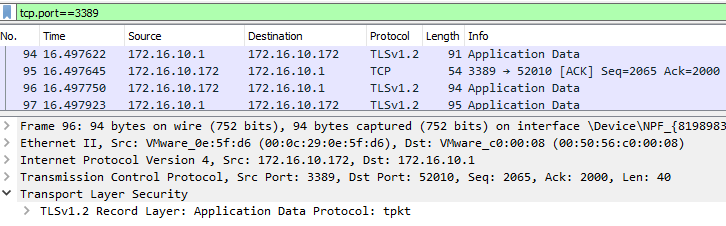 tcp.port==3389
No. Time Source Destination Protocol Length Info
94 16.497622 172.16.10.1 172.16.10.172 TLSv1.2 91 Application Data
95 16.497645 172.16.10.172 172.16.10.1 TCP 54 3389 → 52010 [ACK] Seq=2065 Ack=2000
96 16.497750 172.16.10.172 172.16.10.1 TLSv1.2 94 Application Data
97 16.497923 172.16.10.1 172.16.10.172 TLSv1.2 95 Application Data
Frame 96: 94 bytes on wire (752 bits), 94 bytes captured (752 bits) on interface \Device\NPF_{8198983
Ethernet II, Src: VMware_0e:5f:d6 (00:0c:29:0e:5f:d6), Dst: VMware_c0:00:08 (00:50:56:c0:00:08)
Internet Protocol Version 4, Src: 172.16.10.172, Dst: 172.16.10.1
Transmission Control Protocol, Src Port: 3389, Dst Port: 52010, Seq: 2065, Ack: 2000, Len: 40
Transport Layer Security
TLSv1.2 Record Layer: Application Data Protocol: tpkt